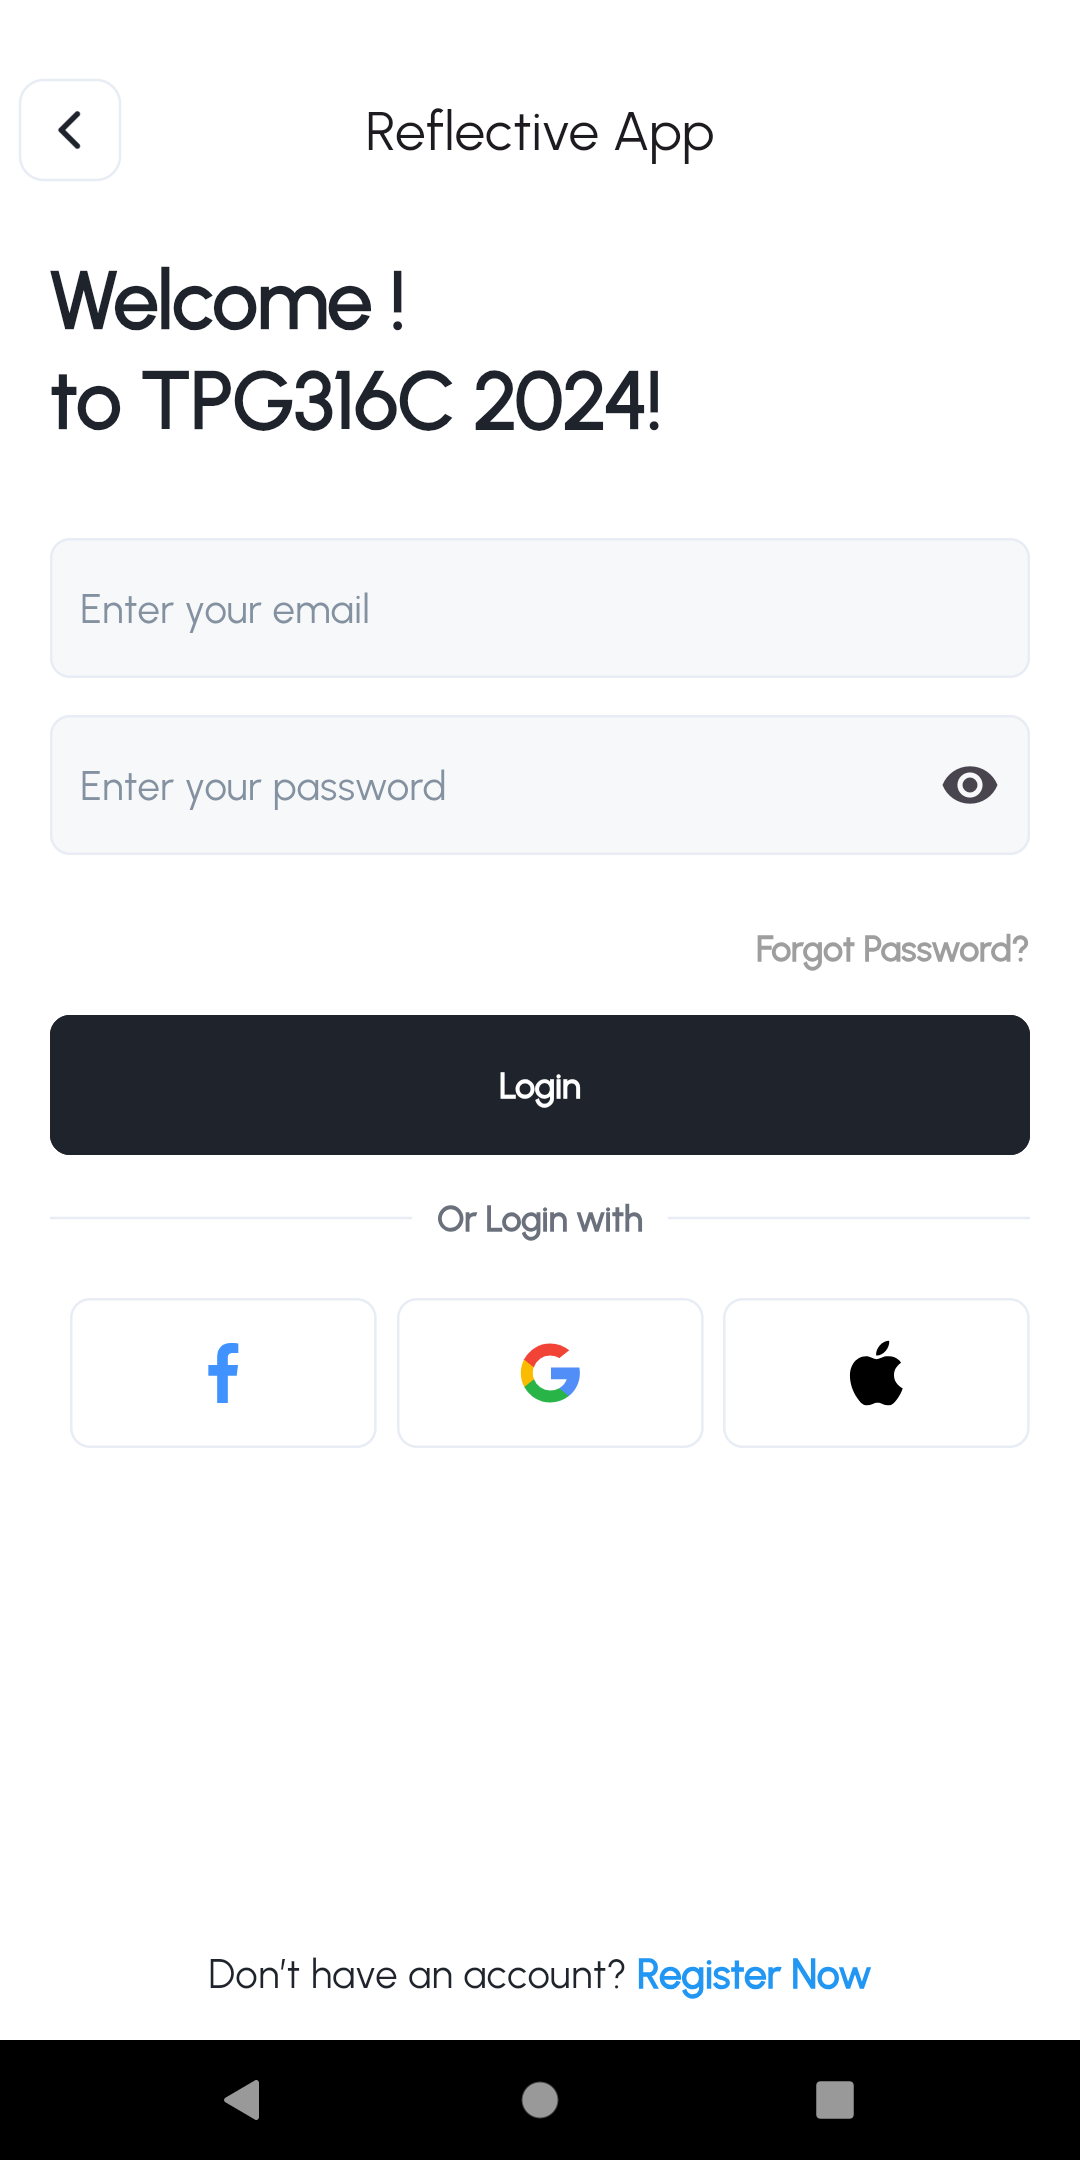 Reflective App
Welcome !
to TPG316C 2024!
Enter your email
Enter your password
Forgot Password?
Login
Or Login with
Don't have an account? Register Now